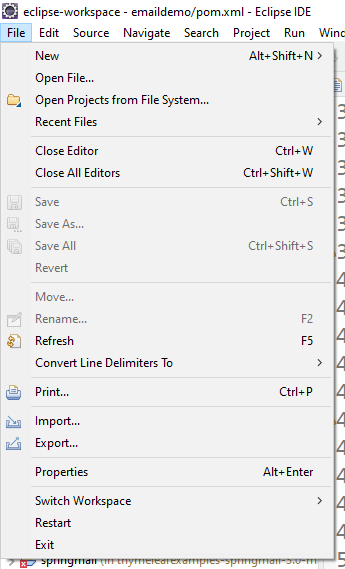 eclipse-workspace - emaildemo/pom.xml - Eclipse IDE
File Edit Source Navigate Search Project Run Window
New Alt+Shift+N
Open File...
Open Projects from File System...
Recent Files
Close Editor Ctrl+W
Close All Editors Ctrl+Shift+W
Save Ctrl+S
Save As...
Save All Ctrl+Shift+S
Revert
Move...
Rename... F2
Refresh F5
Convert Line Delimiters To
Print... Ctrl+P
Import...
Export...
Properties Alt+Enter
Switch Workspace
Restart
Exit